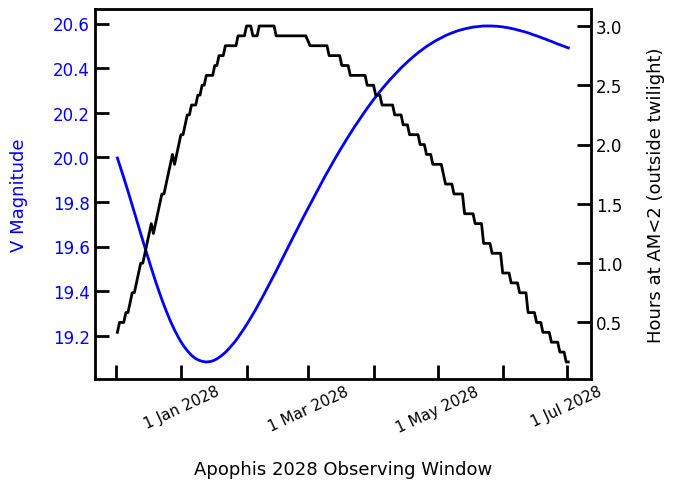 V Magnitude
20.6
20.4
20.2
20.0
19.8
19.6
19.4
19.2
3.0
2.5
2.0
1.5
1.0
0.5
Hours at AM<2 (outside twilight)
1 Jan 2028
1 Mar 2028
1 May 2028
1 Jul 2028
Apophis 2028 Observing Window